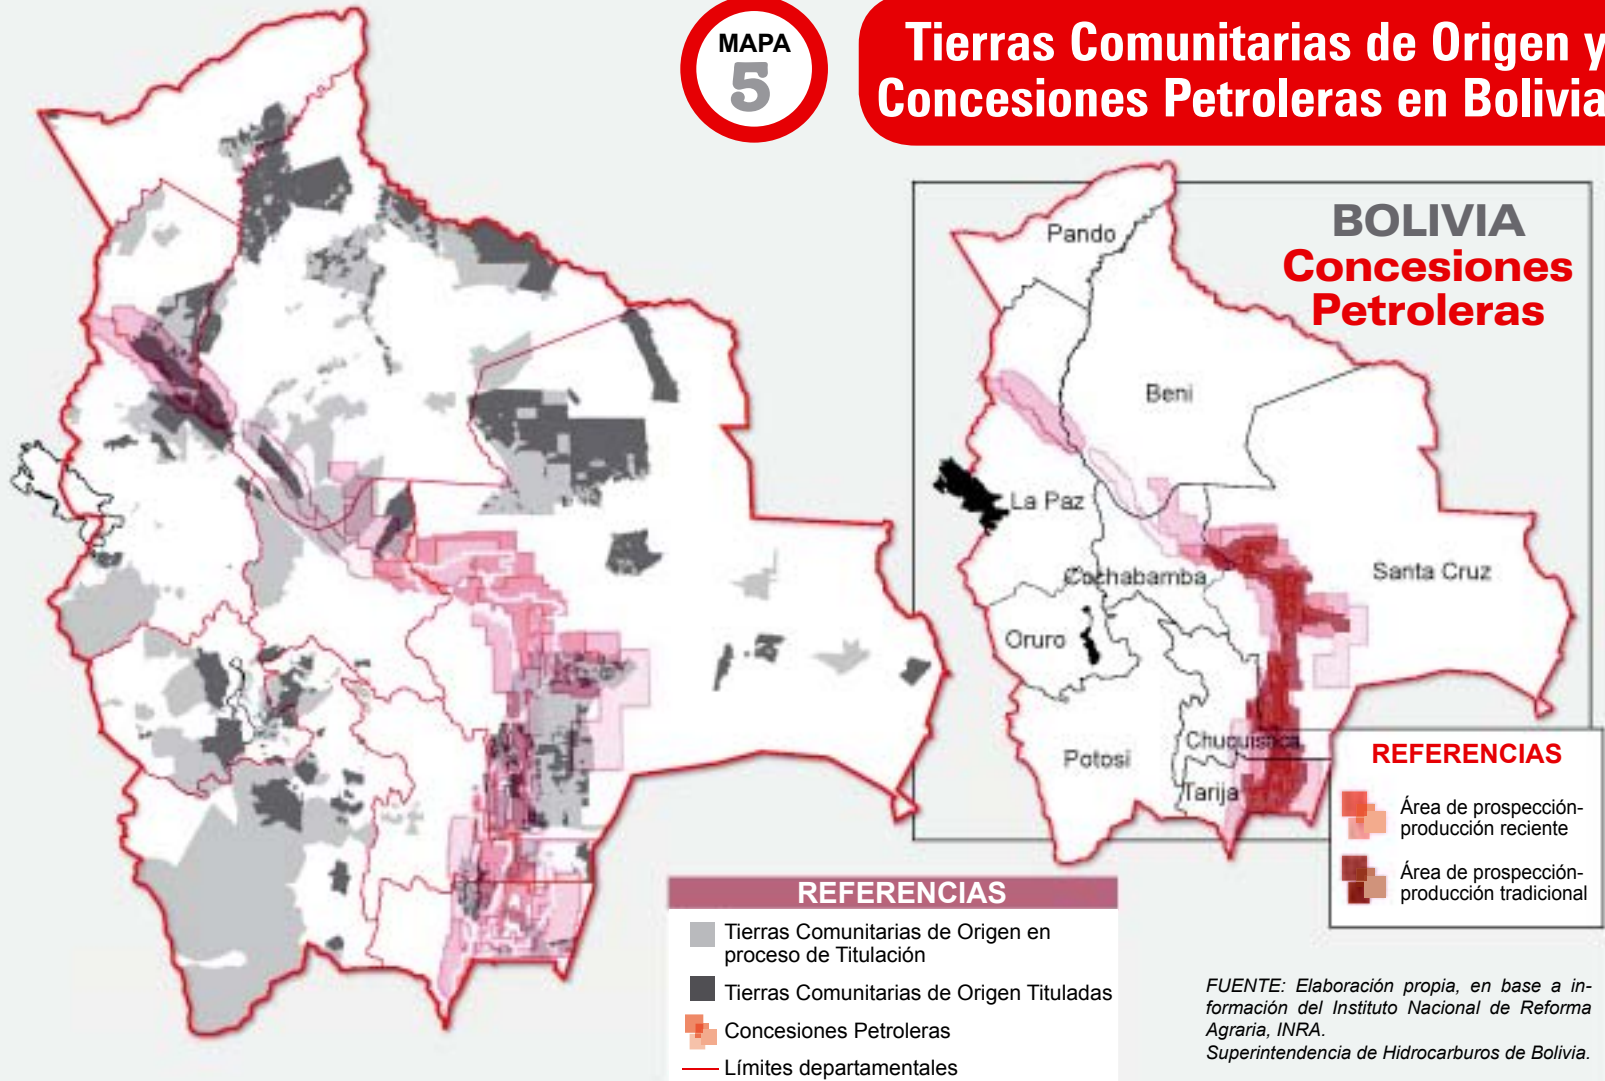 MAPA
5
Tierras Comunitarias de Origen y
Concesiones Petroleras en Bolivia
BOLIVIA
Concesiones
Petroleras
Pando
Beni
La Paz
Cochabamba
Santa Cruz
Oruro
Potosi
Chuquisaca
Tarija
REFERENCIAS
Área de prospección-
producción reciente
Área de prospección-
producción tradicional
REFERENCIAS
Tierras Comunitarias de Origen en
proceso de Titulación
Tierras Comunitarias de Origen Tituladas
Concesiones Petroleras
Límites departamentales
FUENTE: Elaboración propia, en base a in-
formación del Instituto Nacional de Reforma
Agraria, INRA.
Superintendencia de Hidrocarburos de Bolivia.